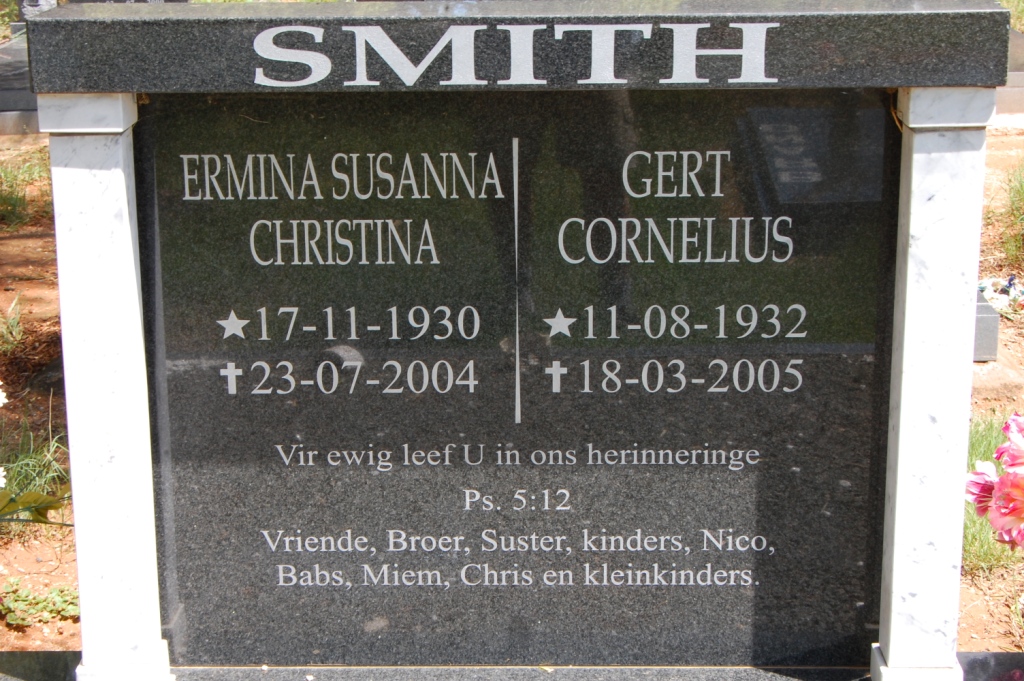 SMITH
ERMINA SUSANNA
CHRISTINA
★17-11-1930
✝23-07-2004
GERT
CORNELIUS
★11-08-1932
✝18-03-2005
Vir ewig leef U in ons herinneringe
Ps. 5:12
Vriende, Broer, Suster, kinders, Nico,
Babs, Miem, Chris en kleinkinders.